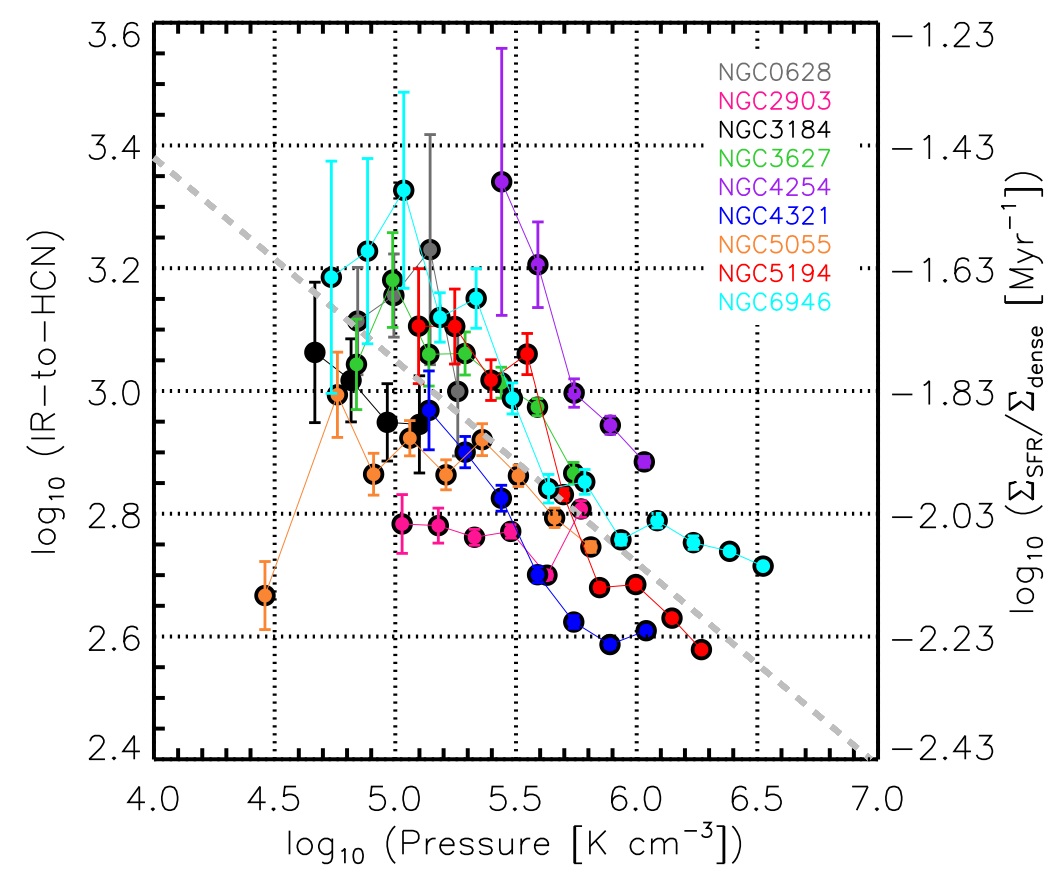 3.6
3.4
3.2
3.0
2.8
2.6
2.4
log₁₀ (IR−to−HCN)
NGC0628
NGC2903
NGC3184
NGC3627
NGC4254
NGC4321
NGC5055
NGC5194
NGC6946
−1.23
−1.43
−1.63
−1.83
−2.03
−2.23
−2.43
log₁₀ (Σ_SFR/Σ_dense [Myr⁻¹])
4.0 4.5 5.0 5.5 6.0 6.5 7.0
log₁₀ (Pressure [K cm⁻³])